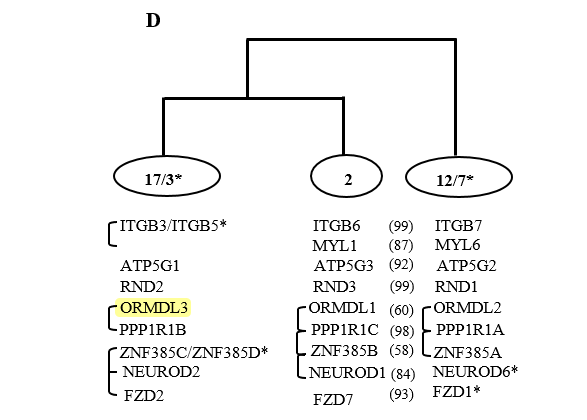 D
17/3* 2 12/7*
ITGB3/ITGB5* ITGB6 (99) ITGB7
MYL1 (87) MYL6
ATP5G1 ATP5G3 (92) ATP5G2
RND2 RND3 (99) RND1
ORMDL3 ORMDL1 (60) ORMDL2
PPP1R1B PPP1R1C (98) PPP1R1A
ZNF385C/ZNF385D* ZNF385B (58) ZNF385A
NEUROD2 NEUROD1 (84) NEUROD6*
FZD2 FZD7 (93) FZD1*